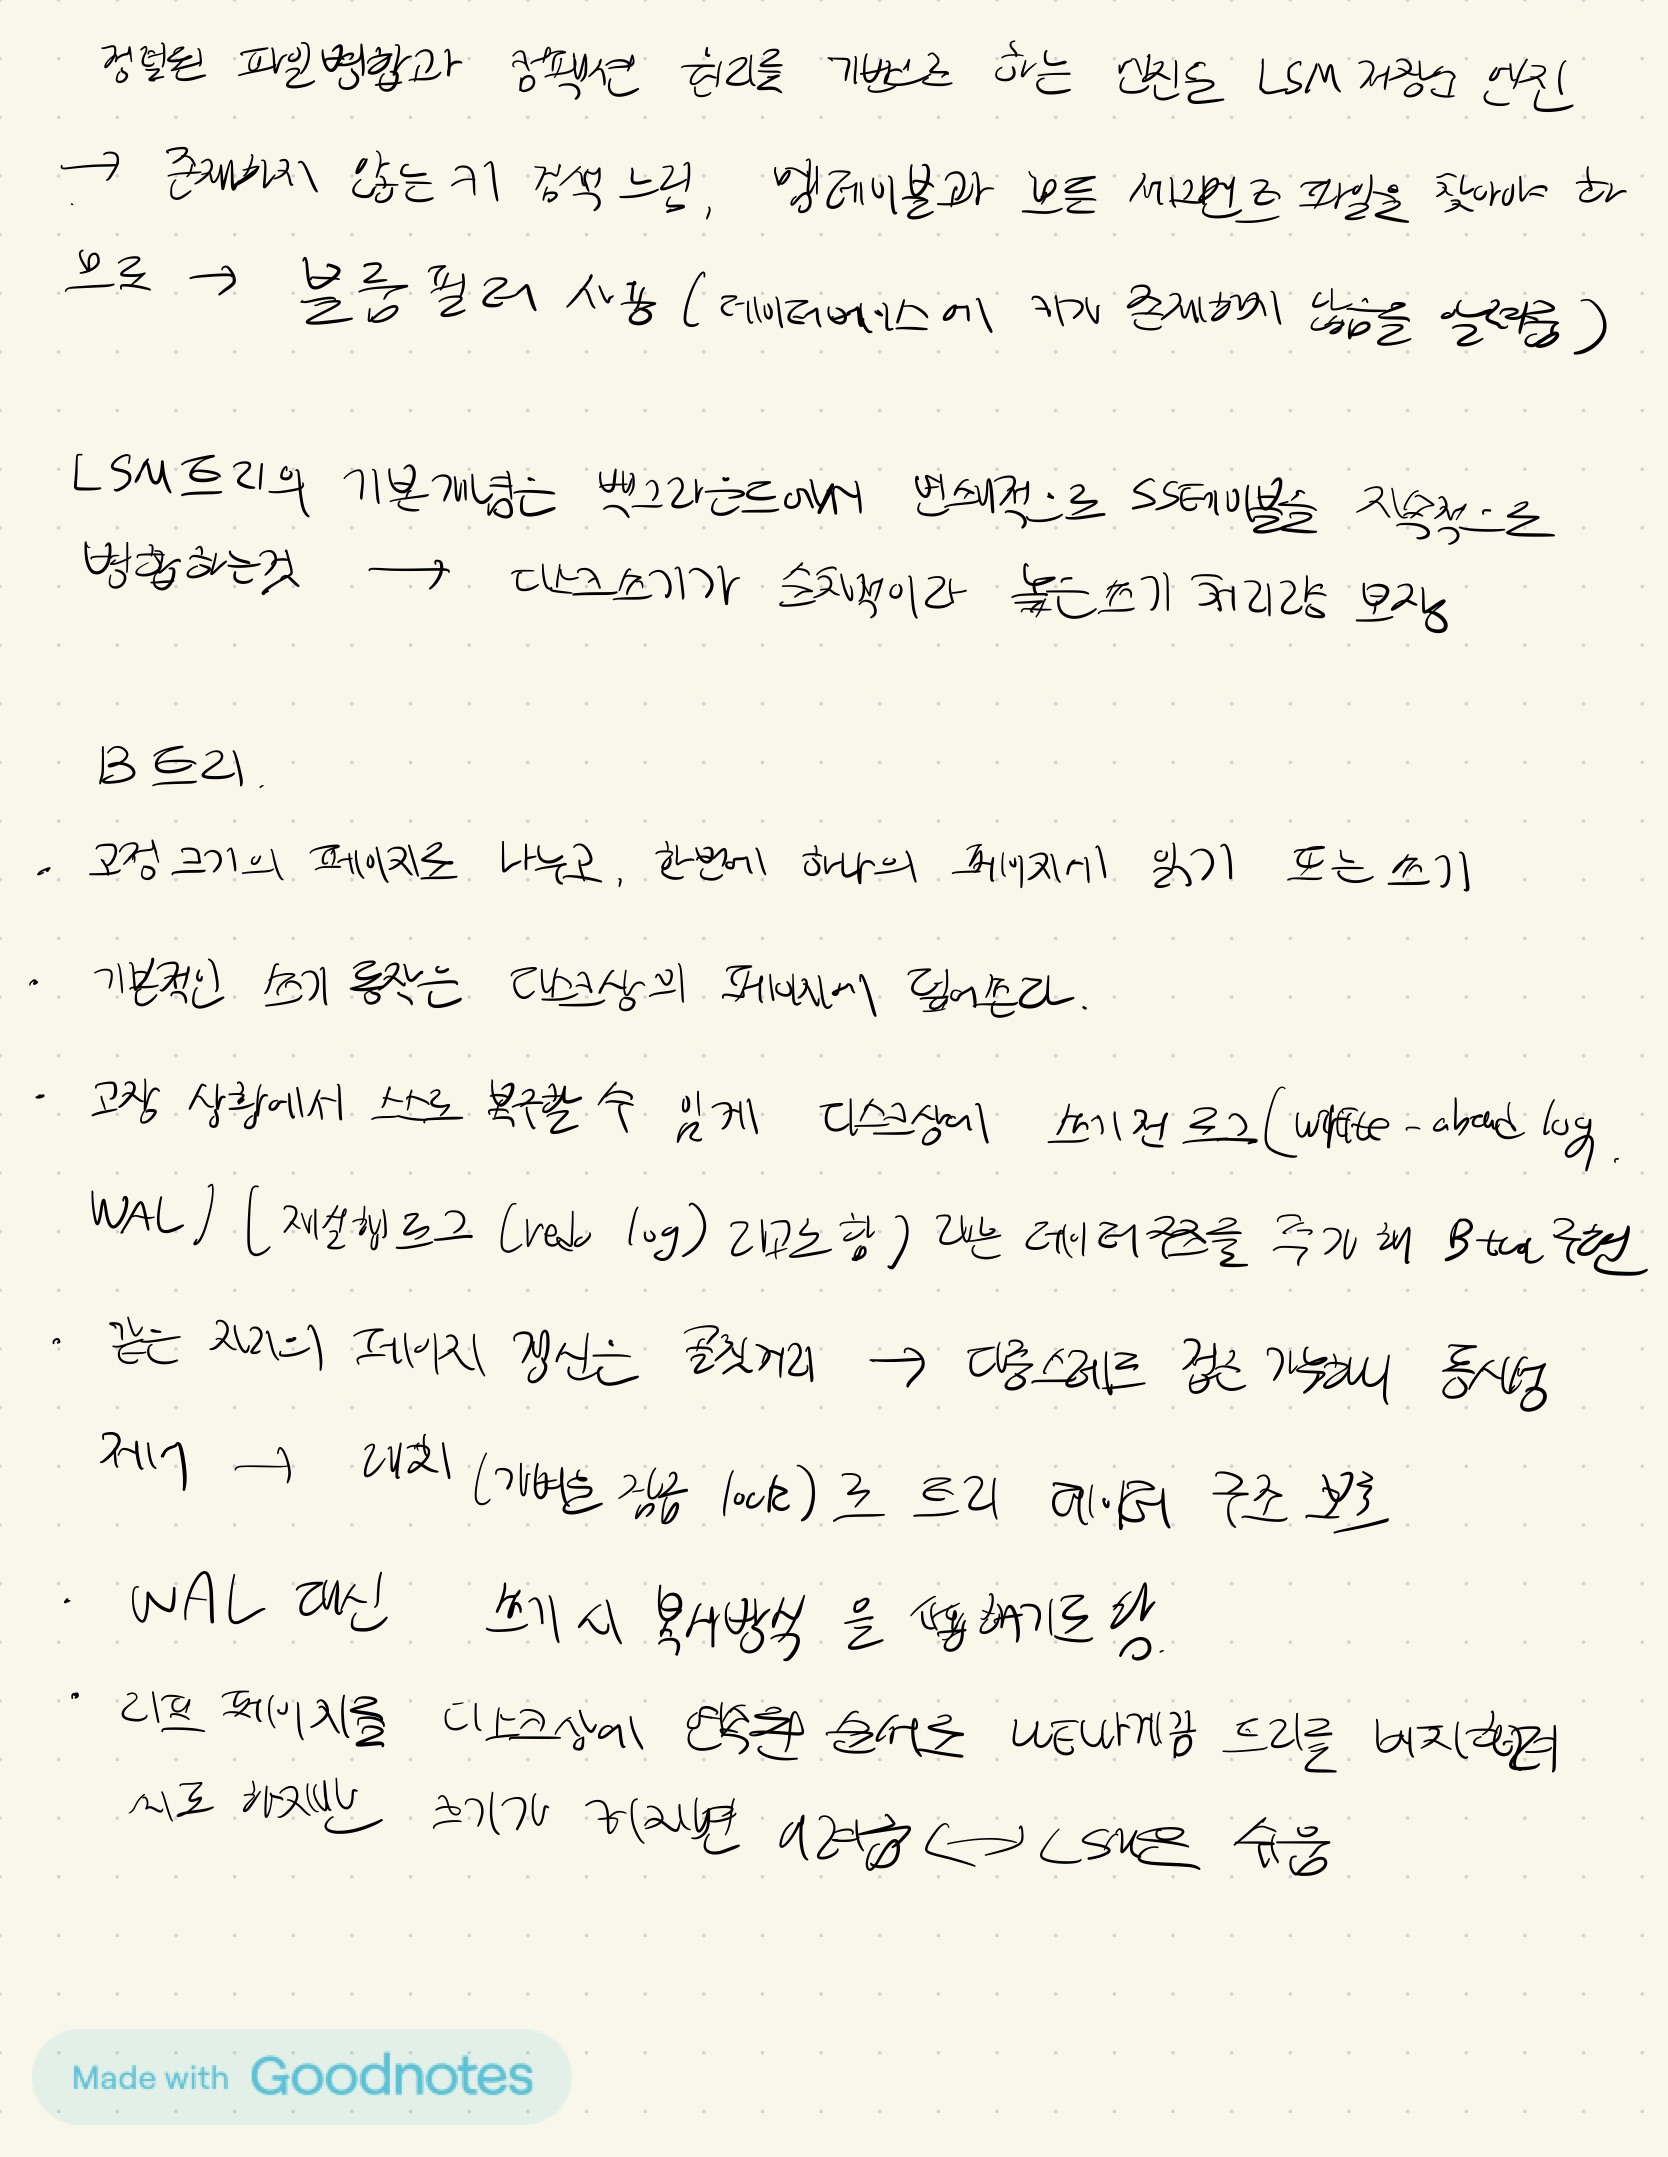 정렬된 파일병합과 컴팩션 원리를 기반으로 하는 엔진을 LSM 저장소 엔진
→ 존재하지 않는 키 검색 느림, 멤테이블과 모든 세그먼트 파일을 찾아야 하
므로 → 블룸 필터 사용 (데이터베이스에 키가 존재하지 않음을 알려줌)
LSM트리의 기본개념은 백그라운드에서 연쇄적으로 SS테이블을 지속적으로
병합하는것 → 디스크쓰기가 순차적이라 높은쓰기 처리량 보장
B 트리.
· 고정 크기의 페이지로 나누고, 한번에 하나의 페이지에 읽기 또는 쓰기
· 기본적인 쓰기 동작은 디스크상의 페이지에 덮어쓴다.
· 고장 상황에서 스스로 복구할 수 있게 디스크상에 쓰기전 로그(write-ahead log.
WAL) (재실행 로그 (redo log) 라고도 함) 라는 데이터구조를 추가해 B tree 구현
· 같은 자리의 페이지 갱신은 골칫거리 → 다중스레드 접근 가능하니 동시성
제어 → 래치 (가벼운 잠금 lock)로 트리 데이터 구조 보호
· WAL 대신 쓰기 시 복사방식 을 사용하기도 함.
· 리프 페이지를 디스크상에 연속된 순서로 나타나게끔 트리를 배치하려
시도 하지만 크기가 커지면 어려움 ↔ LSM은 쉬움
Made with Goodnotes